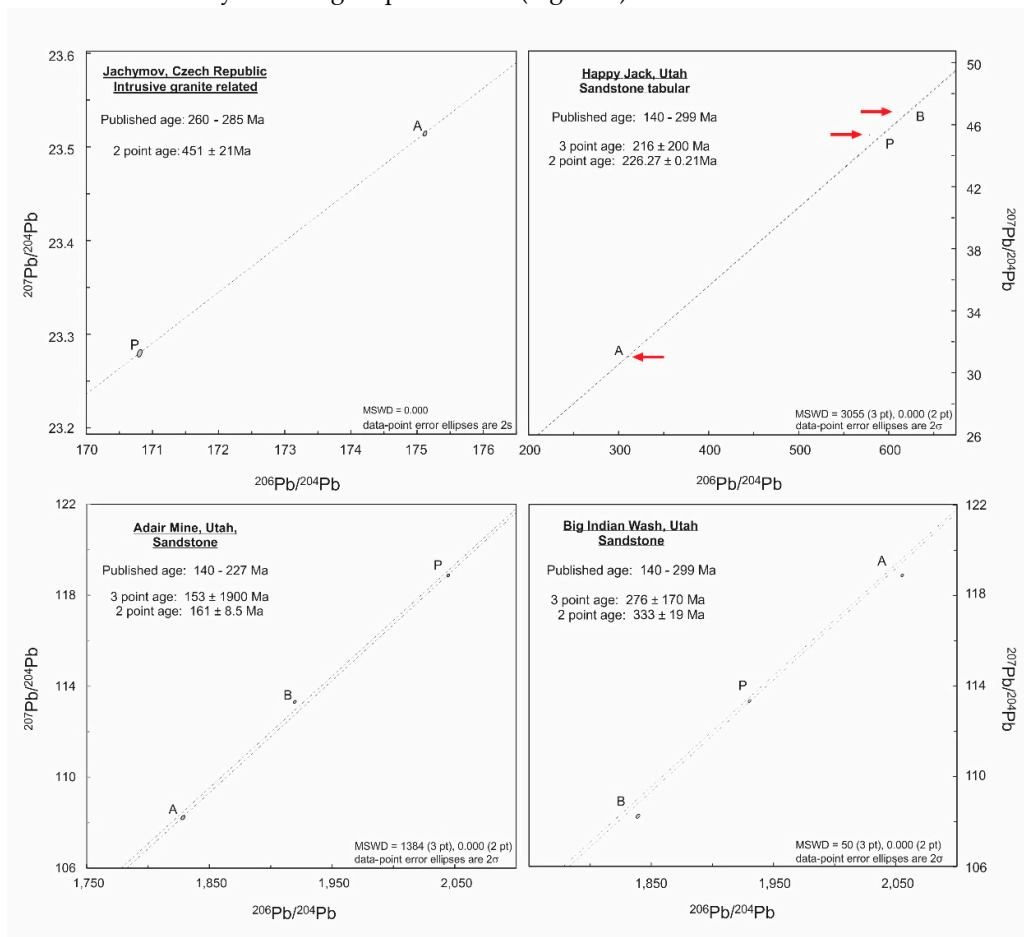 23.6
23.5
23.4
23.3
23.2
207Pb/204Pb
Jachymov, Czech Republic
Intrusive granite related
Published age: 260 - 285 Ma
2 point age: 451 ± 21Ma
A
P
MSWD = 0.000
data-point error ellipses are 2s
170 171 172 173 174 175 176
206Pb/204Pb
Happy Jack, Utah
Sandstone tabular
Published age: 140 - 299 Ma
3 point age: 216 ± 200 Ma
2 point age: 226.27 ± 0.21Ma
B
P
A
MSWD = 3055 (3 pt), 0.000 (2 pt)
data-point error ellipses are 2σ
50
46
42
38
34
30
26
207Pb/204Pb
200 300 400 500 600
206Pb/204Pb
122
118
114
110
106
207Pb/204Pb
Adair Mine, Utah,
Sandstone
Published age: 140 - 227 Ma
3 point age: 153 ± 1900 Ma
2 point age: 161 ± 8.5 Ma
P
B
A
MSWD = 1384 (3 pt), 0.000 (2 pt)
data-point error ellipses are 2σ
1,750 1,850 1,950 2,050
206Pb/204Pb
Big Indian Wash, Utah
Sandstone
Published age: 140 - 299 Ma
3 point age: 276 ± 170 Ma
2 point age: 333 ± 19 Ma
A
P
B
MSWD = 50 (3 pt), 0.000 (2 pt)
data-point error ellipses are 2σ
122
118
114
110
106
207Pb/204Pb
1,850 1,950 2,050
206Pb/204Pb